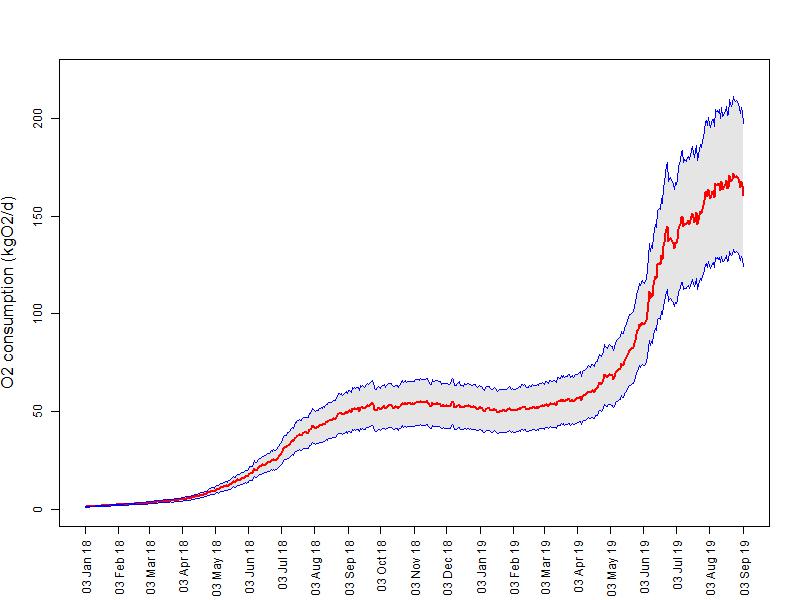 O2 consumption (kgO2/d)
200
150
100
50
0
03 Jan 18
03 Feb 18
03 Mar 18
03 Apr 18
03 May 18
03 Jun 18
03 Jul 18
03 Aug 18
03 Sep 18
03 Oct 18
03 Nov 18
03 Dec 18
03 Jan 19
03 Feb 19
03 Mar 19
03 Apr 19
03 May 19
03 Jun 19
03 Jul 19
03 Aug 19
03 Sep 19